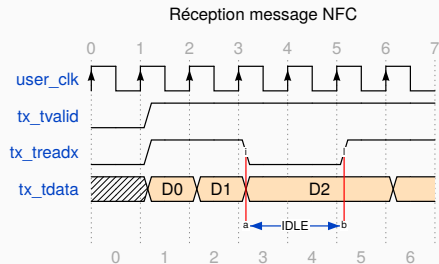 Réception message NFC
0 1 2 3 4 5 6 7
user_clk
tx_tvalid
tx_treadx
tx_tdata D0 D1 D2
a IDLE b
0 1 2 3 4 5 6